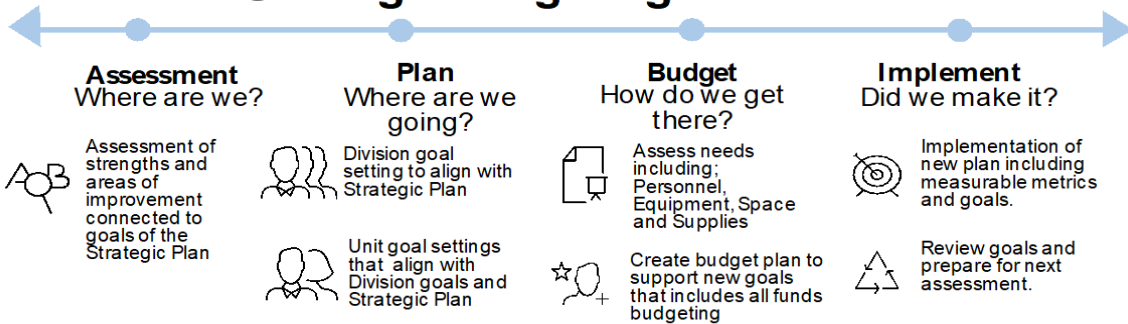 Assessment
Where are we?
Assessment of
strengths and
areas of
improvement
connected to
goals of the
Strategic Plan
Plan
Where are we
going?
Division goal
setting to align with
Strategic Plan
Unit goal settings
that align with
Division goals and
Strategic Plan
Budget
How do we get
there?
Assess needs
including;
Personnel,
Equipment, Space
and Supplies
Create budget plan to
support new goals
that includes all funds
budgeting
Implement
Did we make it?
Implementation of
new plan including
measurable metrics
and goals.
Review goals and
prepare for next
assessment.